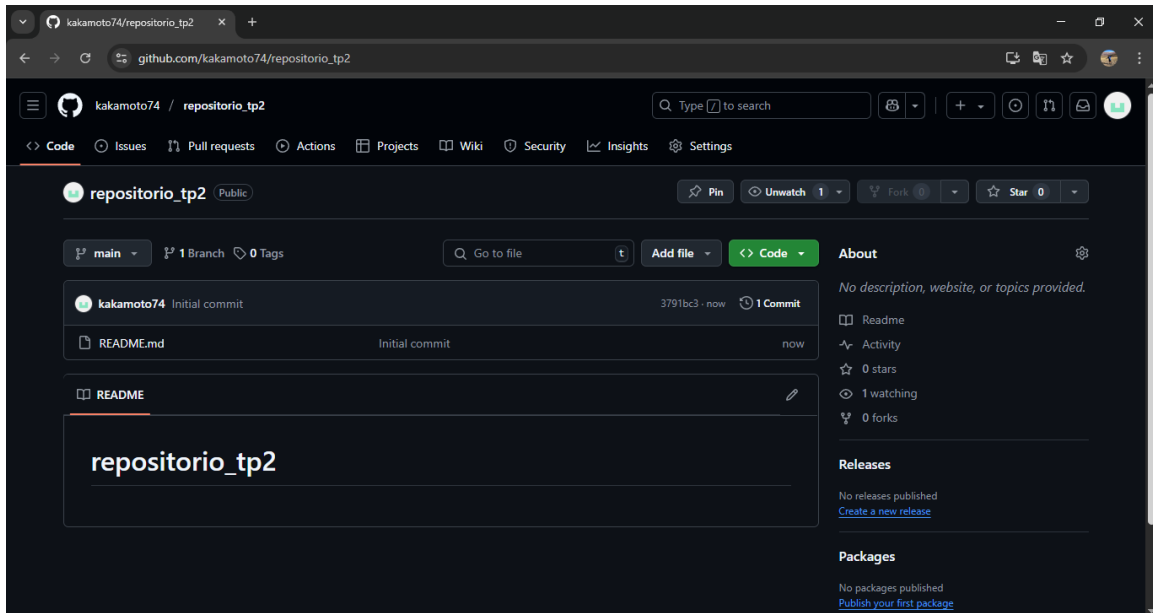 kakamoto74/repositorio_tp2
github.com/kakamoto74/repositorio_tp2
kakamoto74 / repositorio_tp2
Type / to search
Code Issues Pull requests Actions Projects Wiki Security Insights Settings
repositorio_tp2 Public
Pin Unwatch 1 Fork 0 Star 0
main 1 Branch 0 Tags
Go to file t Add file Code
kakamoto74 Initial commit 3791bc3 · now 1 Commit
README.md Initial commit now
README
repositorio_tp2
About
No description, website, or topics provided.
Readme
Activity
0 stars
1 watching
0 forks
Releases
No releases published
Create a new release
Packages
No packages published
Publish your first package